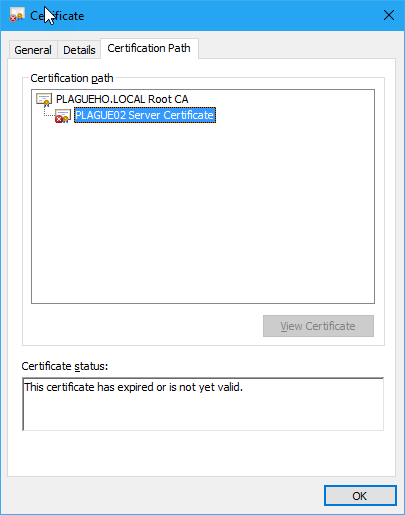 Certificate
General Details Certification Path
Certification path
PLAGUEHO.LOCAL Root CA
PLAGUE02 Server Certificate
View Certificate
Certificate status:
This certificate has expired or is not yet valid.
OK